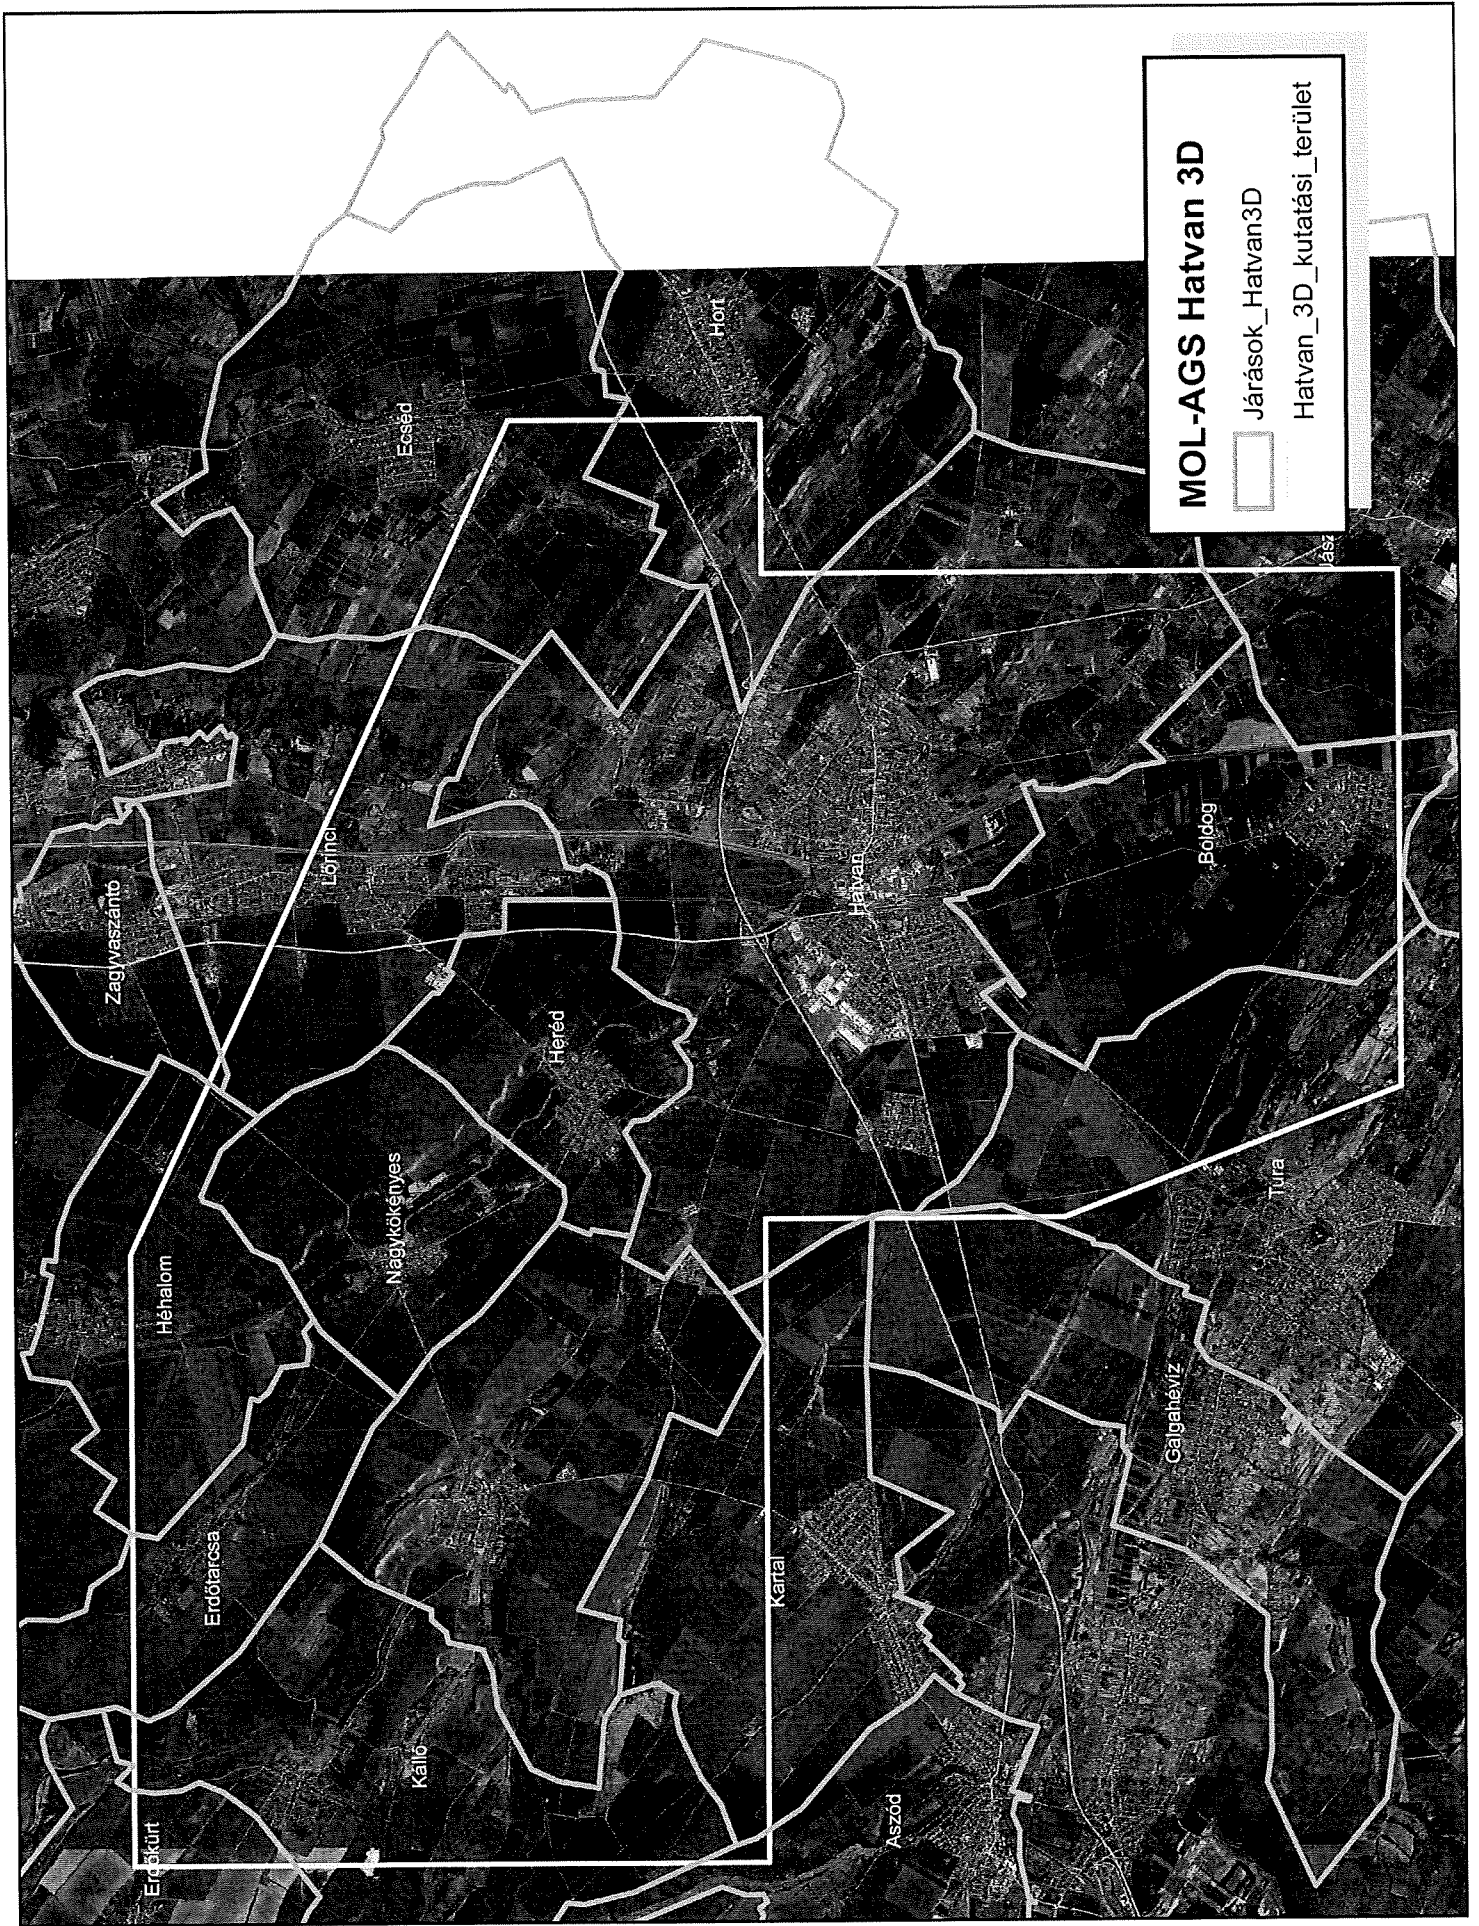 MOL-AGS Hatvan 3D
Járások_Hatvan3D
Hatvan_3D_kutatási_terület
Erdőkürt
Kálló
Aszód
Erdőtarcsa
Kartal
Héhalom
Nagykökényes
Galgahévíz
Tura
Zagyvaszántó
Heréd
Lőrinci
Hatvan
Boldog
Ecséd
Hort
Jász